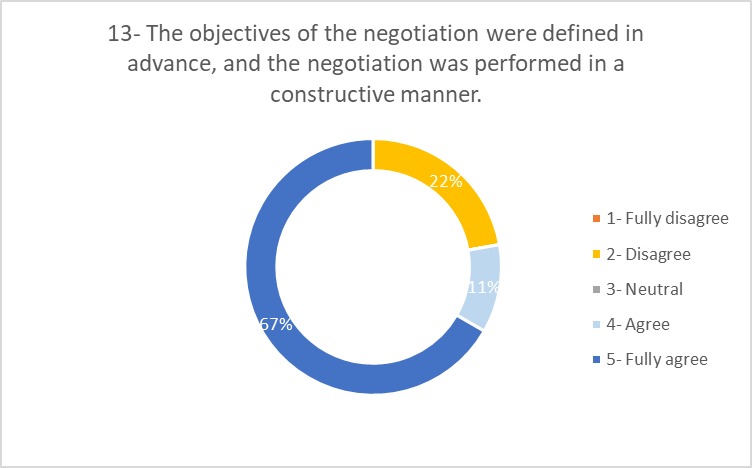 13- The objectives of the negotiation were defined in
advance, and the negotiation was performed in a
constructive manner.
22%
11%
67%
1- Fully disagree
2- Disagree
3- Neutral
4- Agree
5- Fully agree